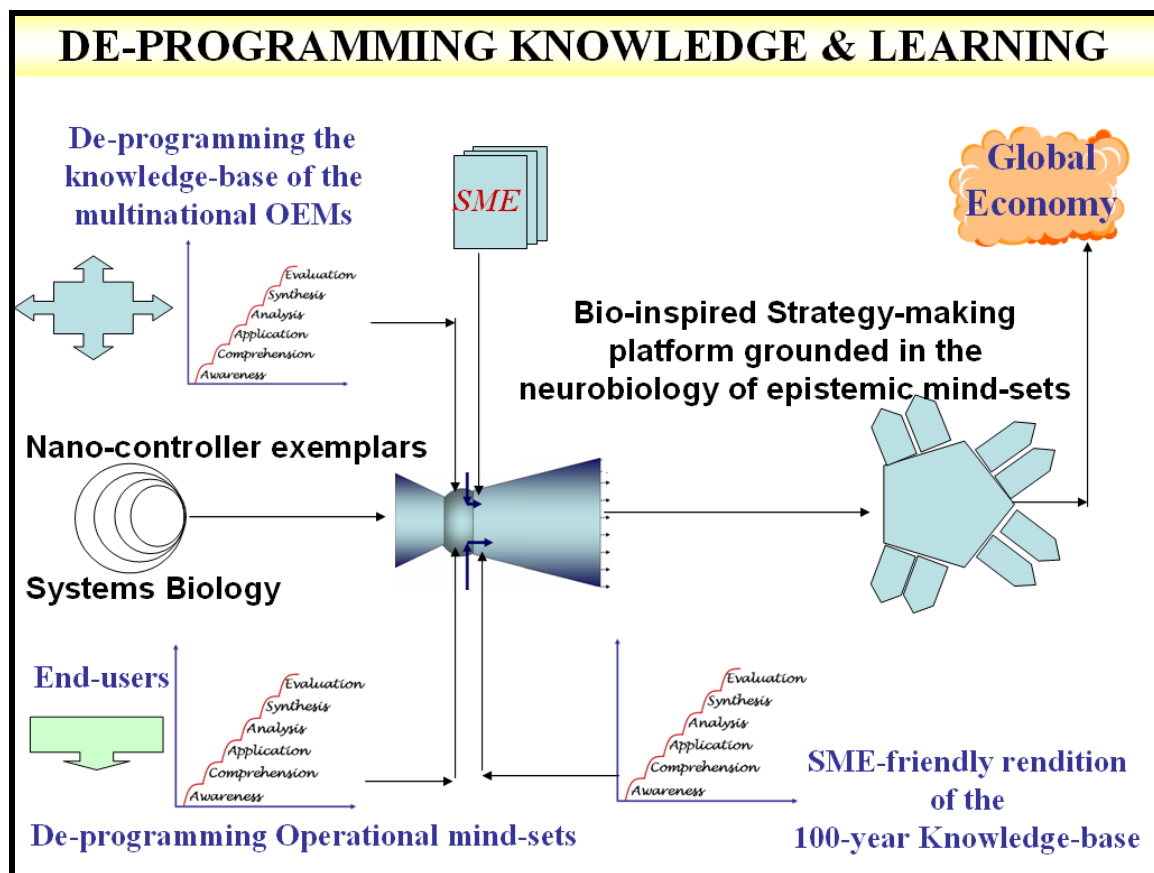 DE-PROGRAMMING KNOWLEDGE & LEARNING
De-programming the
knowledge-base of the
multinational OEMs
SME
Global
Economy
Evaluation
Synthesis
Analysis
Application
Comprehension
Awareness
Bio-inspired Strategy-making
platform grounded in the
neurobiology of epistemic mind-sets
Nano-controller exemplars
Systems Biology
End-users
Evaluation
Synthesis
Analysis
Application
Comprehension
Awareness
De-programming Operational mind-sets
Evaluation
Synthesis
Analysis
Application
Comprehension
Awareness
SME-friendly rendition
of the
100-year Knowledge-base